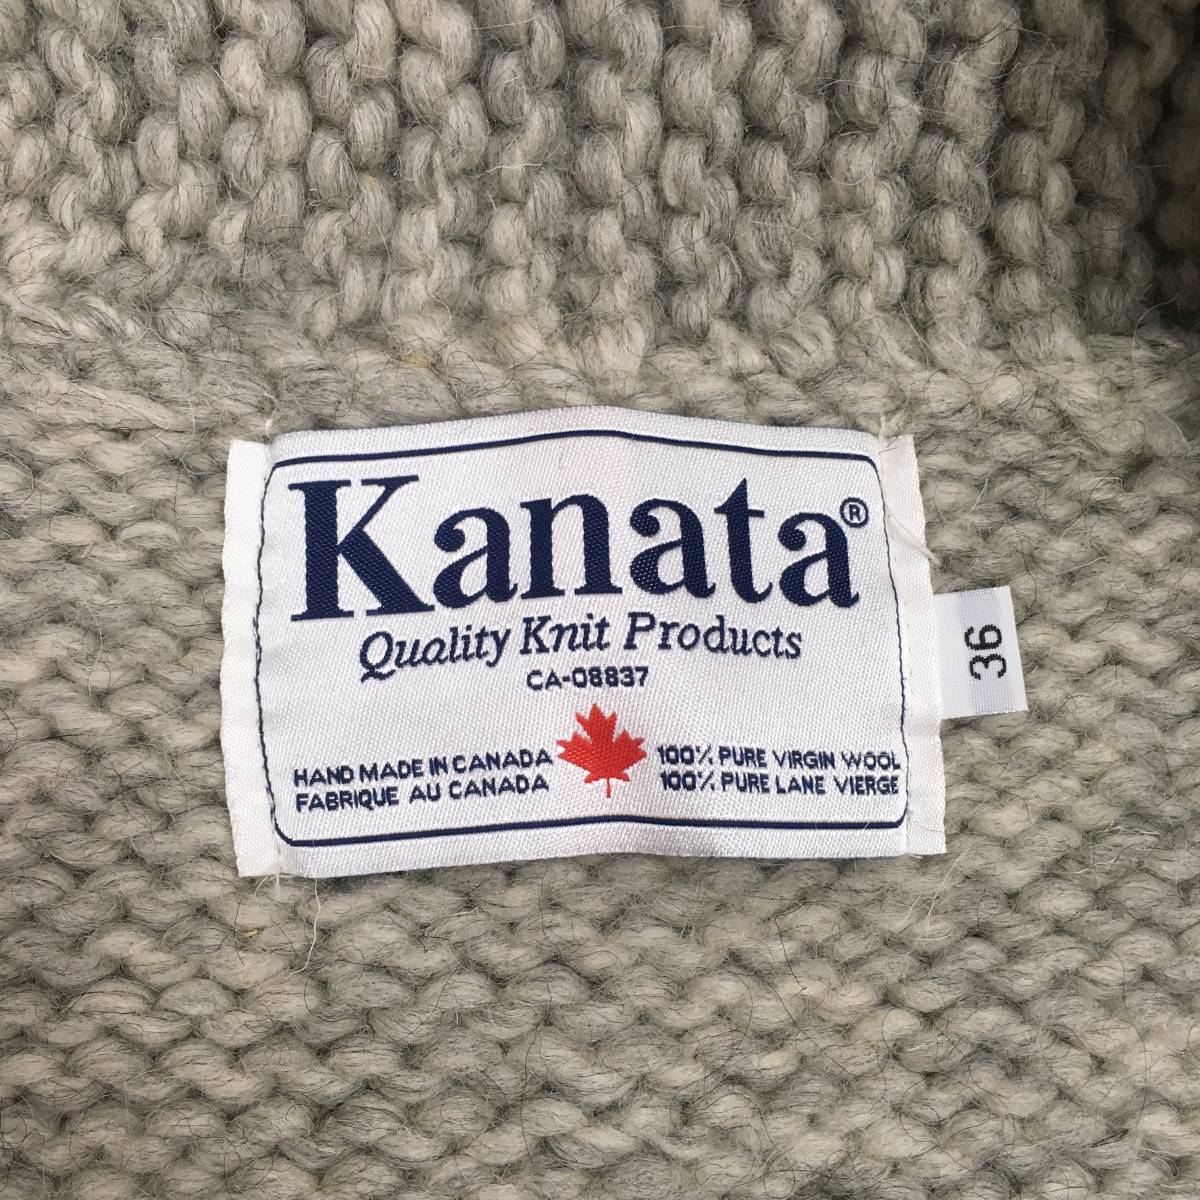 Kanata®
Quality Knit Products
CA-08837
HAND MADE IN CANADA
FABRIQUE AU CANADA
100% PURE VIRGIN WOOL
100% PURE LANE VIERGE
36